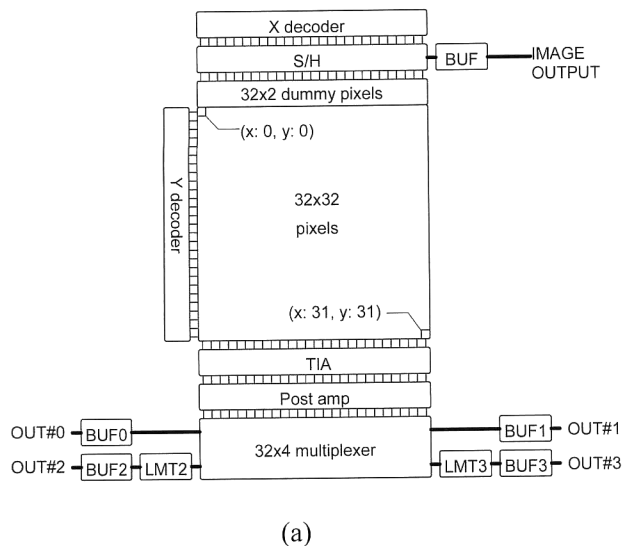 X decoder
S/H
BUF
IMAGE
OUTPUT
32x2 dummy pixels
(x: 0, y: 0)
Y decoder
32x32
pixels
(x: 31, y: 31)
TIA
Post amp
OUT#0
BUF0
32x4 multiplexer
BUF1
OUT#1
OUT#2
BUF2
LMT2
LMT3
BUF3
OUT#3
(a)